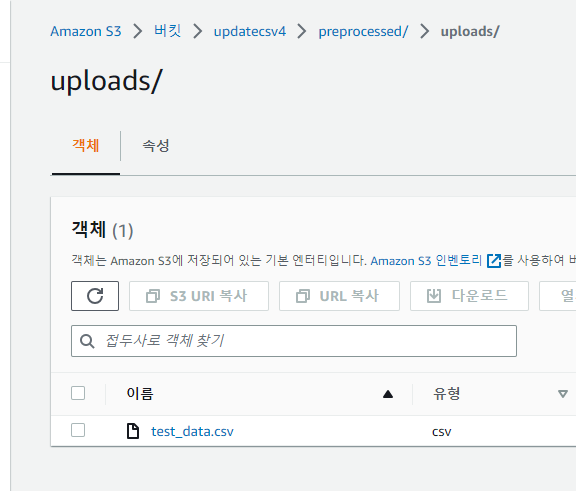 Amazon S3 > 버킷 > updatecsv4 > preprocessed/ > uploads/
uploads/
객체 속성
객체 (1)
객체는 Amazon S3에 저장되어 있는 기본 엔터티입니다. Amazon S3 인벤토리 를 사용하여 버
S3 URI 복사 URL 복사 다운로드 열
접두사로 객체 찾기
이름 유형
test_data.csv csv